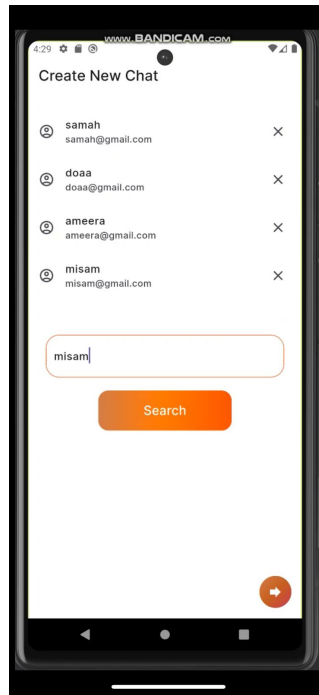 www.BANDICAM.com
4:29
Create New Chat
samah
samah@gmail.com
doaa
doaa@gmail.com
ameera
ameera@gmail.com
misam
misam@gmail.com
misam
Search